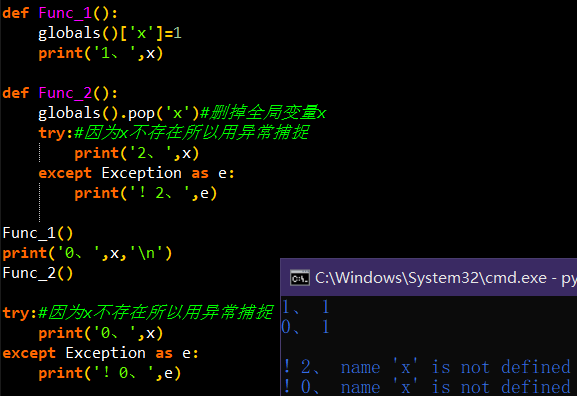 def Func_1():
    globals()['x']=1
    print('1、',x)
def Func_2():
    globals().pop('x')#删掉全局变量x
    try:#因为x不存在所以用异常捕捉
        print('2、',x)
    except Exception as e:
        print('! 2、',e)
Func_1()
print('0、',x,'\n')
Func_2()
try:#因为x不存在所以用异常捕捉
    print('0、',x)
except Exception as e:
    print('! 0、',e)
C:\Windows\System32\cmd.exe - py
1、 1
0、 1
! 2、 name 'x' is not defined
! 0、 name 'x' is not defined